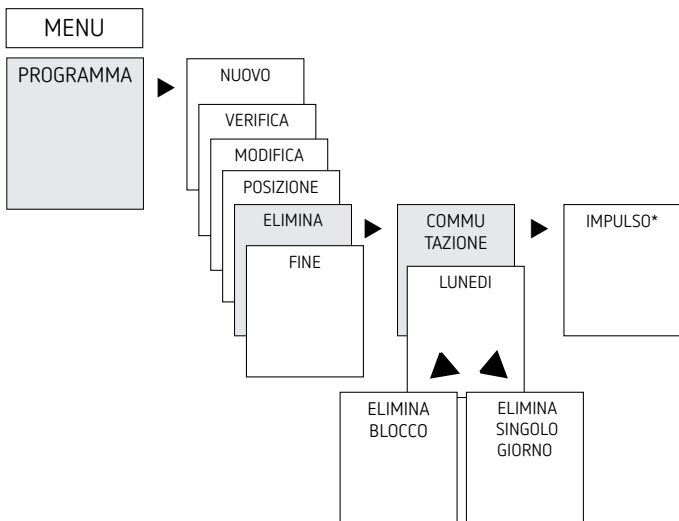 MENU
PROGRAMMA
NUOVO
VERIFICA
MODIFICA
POSIZIONE
ELIMINA
FINE
COMMU
TAZIONE
LUNEDI
IMPULSO*
ELIMINA
BLOCCO
ELIMINA
SINGOLO
GIORNO